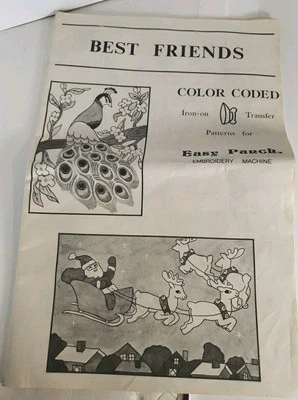 BEST FRIENDS
COLOR CODED
Iron-on Transfer
Patterns for
Easy Punch
EMBROIDERY MACHINE